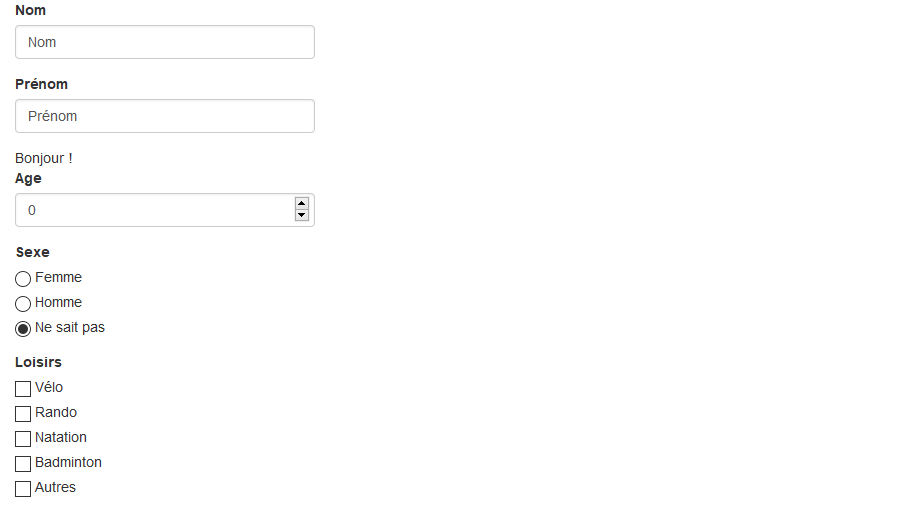 Nom
Nom
Prénom
Prénom
Bonjour !
Age
0
Sexe
Femme
Homme
Ne sait pas
Loisirs
Vélo
Rando
Natation
Badminton
Autres